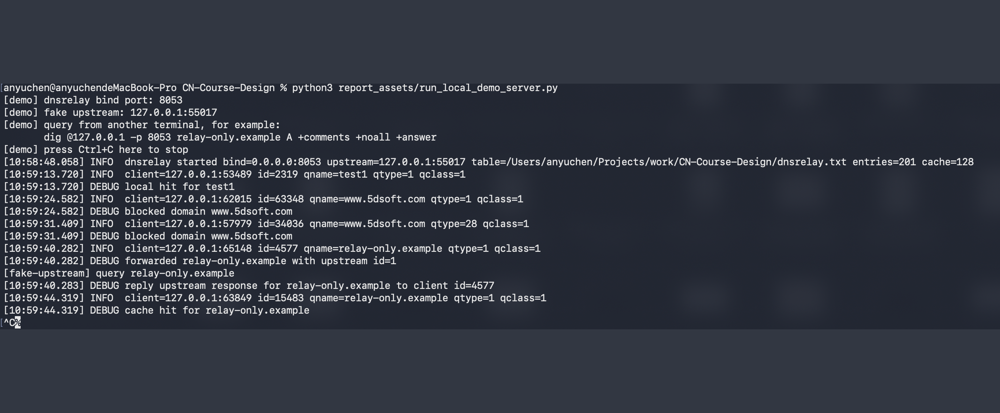 [anyuchen@anyuchendeMacBook-Pro CN-Course-Design % python3 report_assets/run_local_demo_server.py
[demo] dnsrelay bind port: 8053
[demo] fake upstream: 127.0.0.1:55017
[demo] query from another terminal, for example:
       dig @127.0.0.1 -p 8053 relay-only.example A +comments +noall +answer
[demo] press Ctrl+C here to stop
[10:58:48.058] INFO  dnsrelay started bind=0.0.0.0:8053 upstream=127.0.0.1:55017 table=/Users/anyuchen/Projects/work/CN-Course-Design/dnsrelay.txt entries=201 cache=128
[10:59:13.720] INFO  client=127.0.0.1:53489 id=2319 qname=test1 qtype=1 qclass=1
[10:59:13.720] DEBUG local hit for test1
[10:59:24.582] INFO  client=127.0.0.1:62015 id=63348 qname=www.5dsoft.com qtype=1 qclass=1
[10:59:24.582] DEBUG blocked domain www.5dsoft.com
[10:59:31.409] INFO  client=127.0.0.1:57979 id=34036 qname=www.5dsoft.com qtype=28 qclass=1
[10:59:31.409] DEBUG blocked domain www.5dsoft.com
[10:59:40.282] INFO  client=127.0.0.1:65148 id=4577 qname=relay-only.example qtype=1 qclass=1
[10:59:40.282] DEBUG forwarded relay-only.example with upstream id=1
[fake-upstream] query relay-only.example
[10:59:40.283] DEBUG reply upstream response for relay-only.example to client id=4577
[10:59:44.319] INFO  client=127.0.0.1:63849 id=15483 qname=relay-only.example qtype=1 qclass=1
[10:59:44.319] DEBUG cache hit for relay-only.example
[^C%